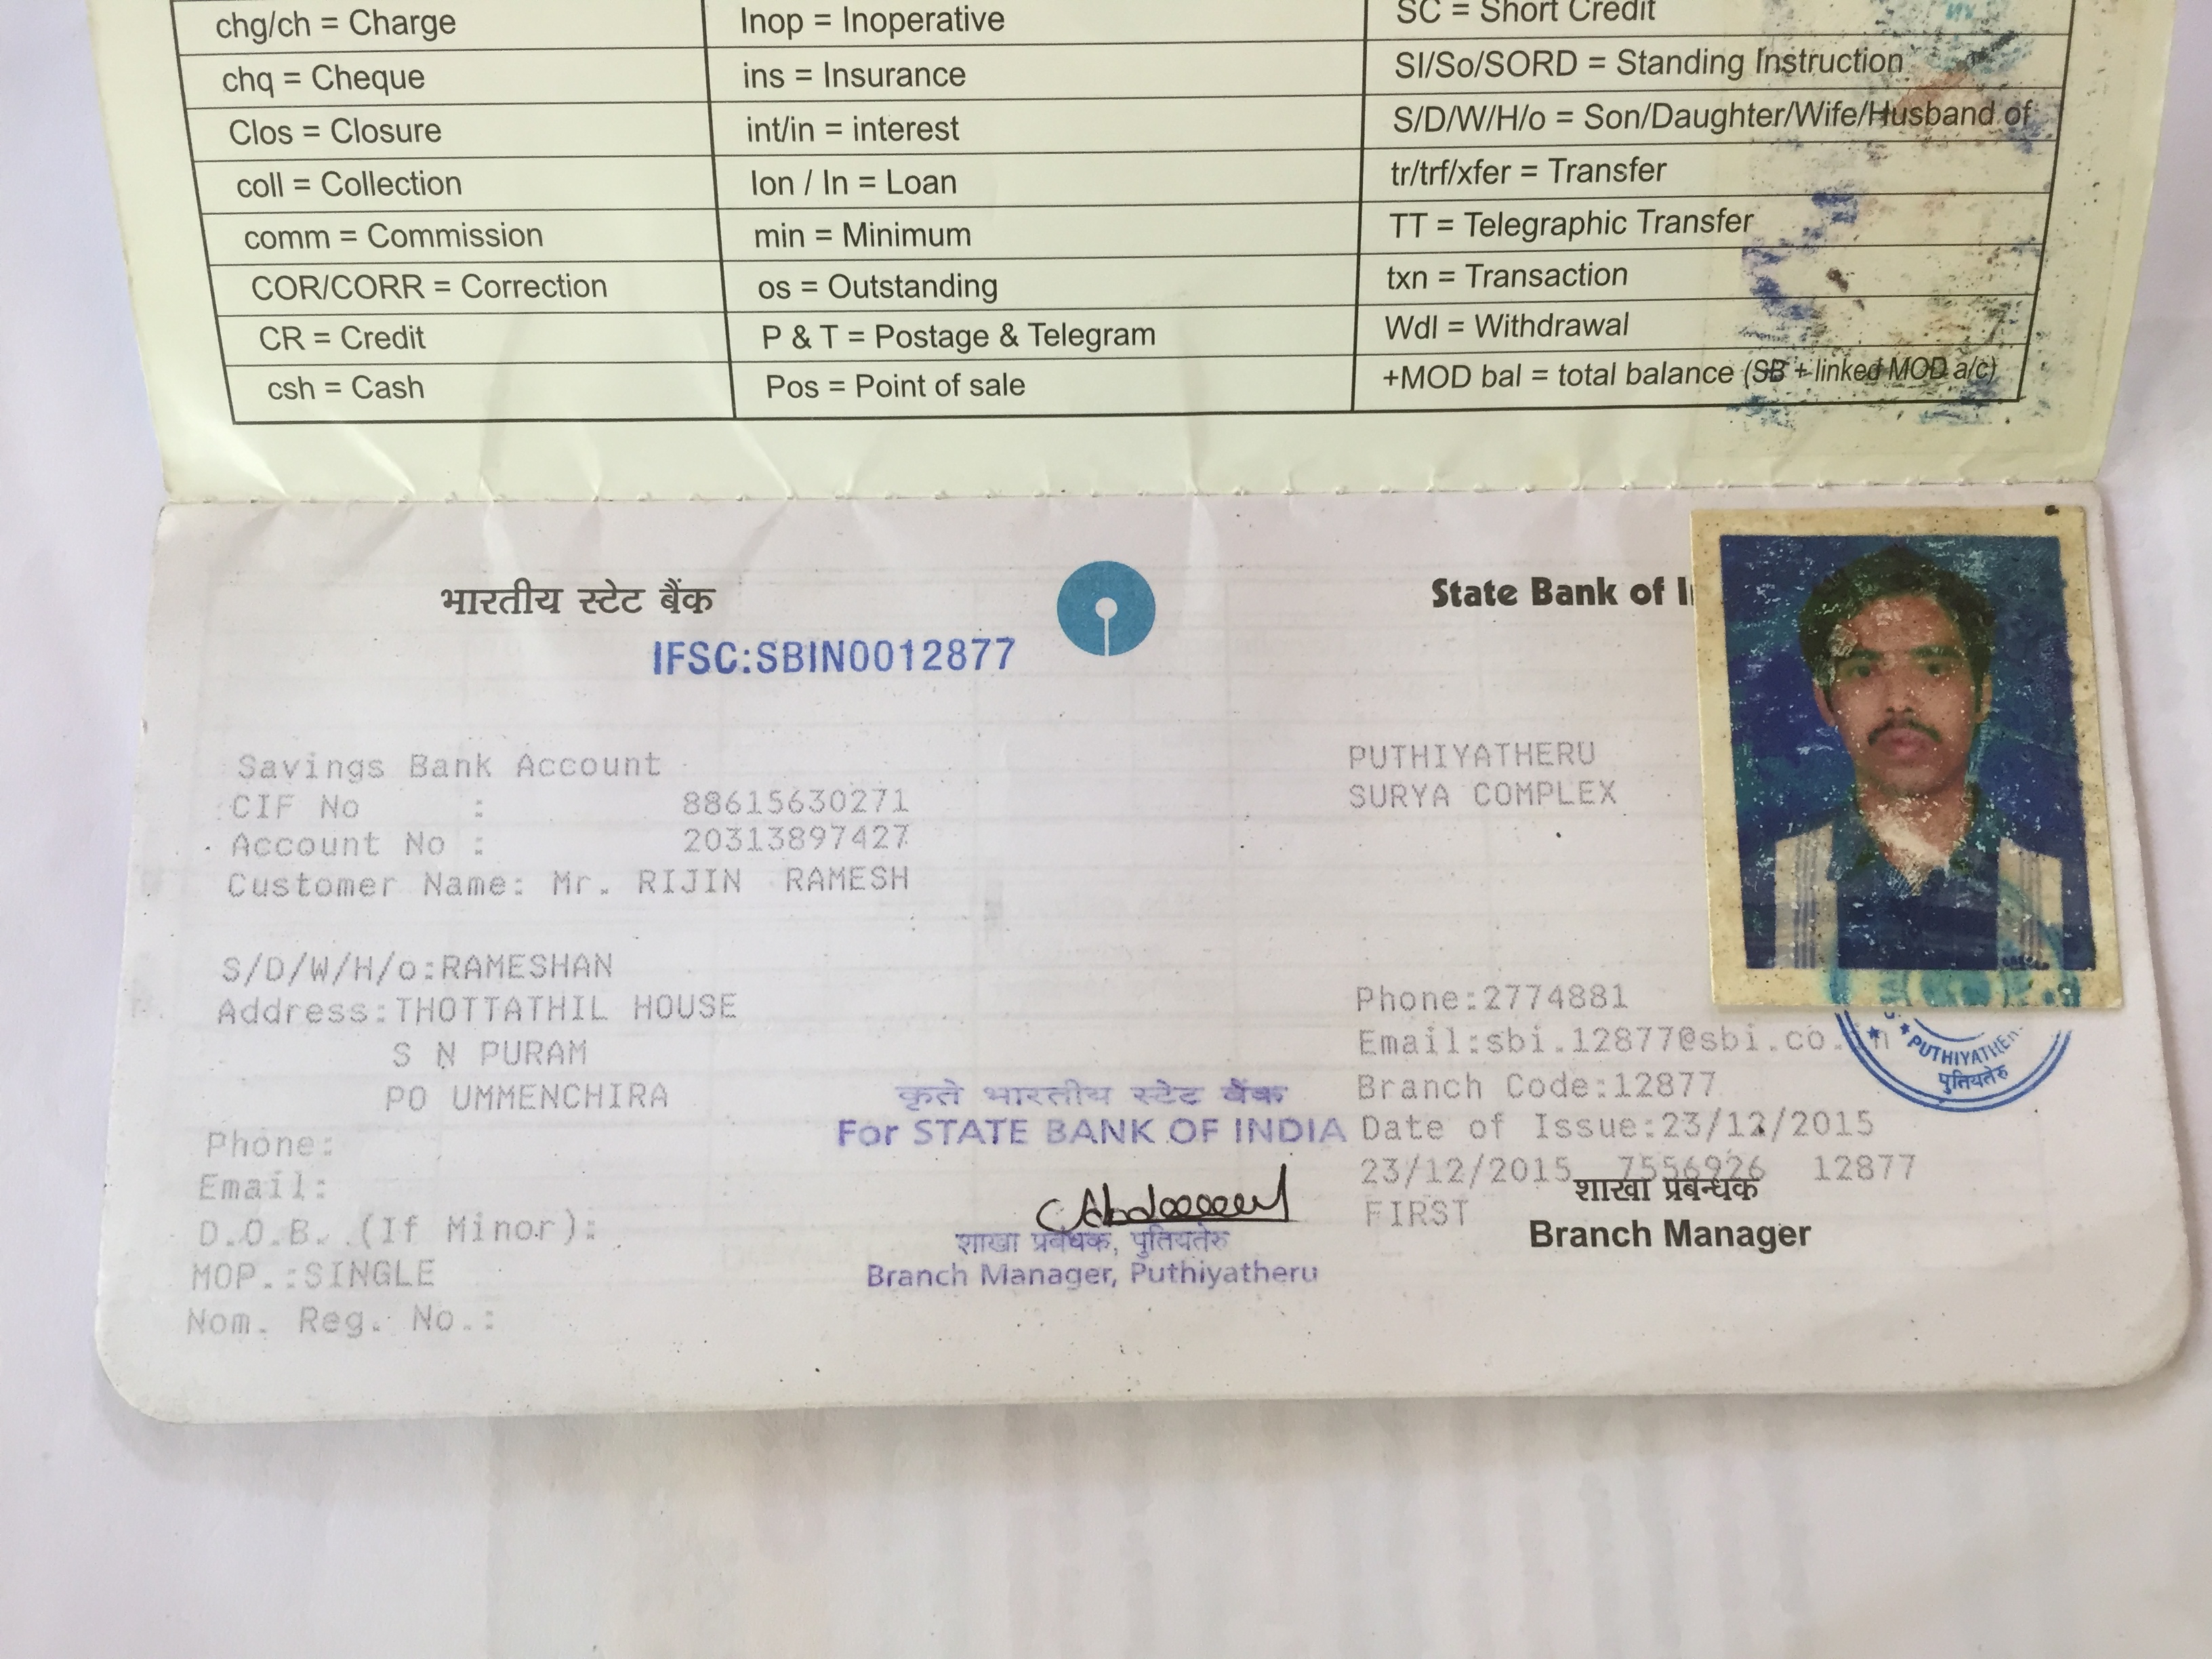 भारतीय स्टेट बैंक
State Bank of I
IFSC:SBIN0012877
Savings Bank Account
PUTHIYATHERU
CIF No : 88615630271
SURYA COMPLEX
Account No : 20313897427
Customer Name: Mr. RIJIN RAMESH
S/D/W/H/o:RAMESHAN
Phone:2774881
Address:THOTTATHIL HOUSE
Email:sbi.12877@sbi.co.in
S N PURAM
Branch Code:12877
PO UMMENCHIRA
Date of Issue:23/12/2015
Phone:
23/12/2015 7556926 12877
Email:
FIRST
D.O.B. (If Minor):
MOP.:SINGLE
Nom. Reg. No.:
कृते भारतीय स्टेट बैंक
For STATE BANK OF INDIA
शाखा प्रबंधक, पुतियतेरु
Branch Manager, Puthiyatheru
शाखा प्रबन्धक
Branch Manager
PUTHIYATHE
पुतियतेरु
chg/ch = Charge
Inop = Inoperative
SC = Short Credit
chq = Cheque
ins = Insurance
SI/So/SORD = Standing Instruction
Clos = Closure
int/in = interest
S/D/W/H/o = Son/Daughter/Wife/Husband of
coll = Collection
lon / ln = Loan
tr/trf/xfer = Transfer
comm = Commission
min = Minimum
TT = Telegraphic Transfer
COR/CORR = Correction
os = Outstanding
txn = Transaction
CR = Credit
P & T = Postage & Telegram
Wdl = Withdrawal
csh = Cash
Pos = Point of sale
+MOD bal = total balance (SB + linked MOD a/c)